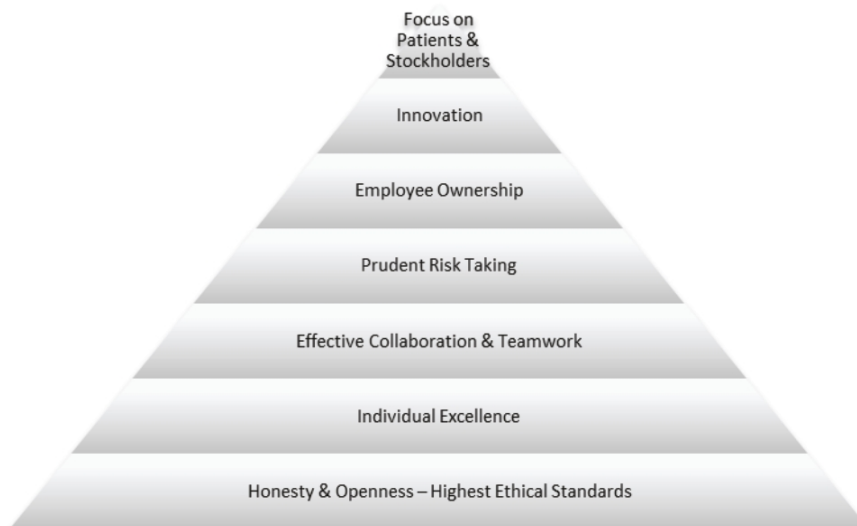 Focus on
Patients &
Stockholders
Innovation
Employee Ownership
Prudent Risk Taking
Effective Collaboration & Teamwork
Individual Excellence
Honesty & Openness – Highest Ethical Standards